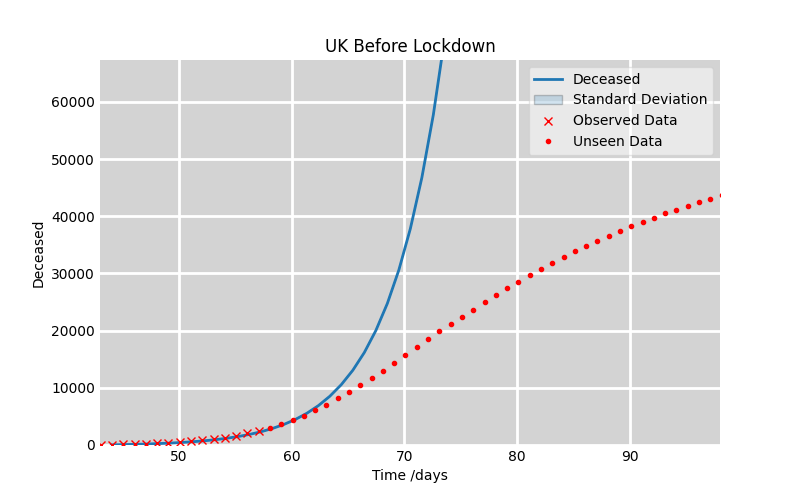 UK Before Lockdown
Deceased
Standard Deviation
Observed Data
Unseen Data
60000
50000
40000
30000
20000
10000
0
Deceased
50 60 70 80 90
Time /days